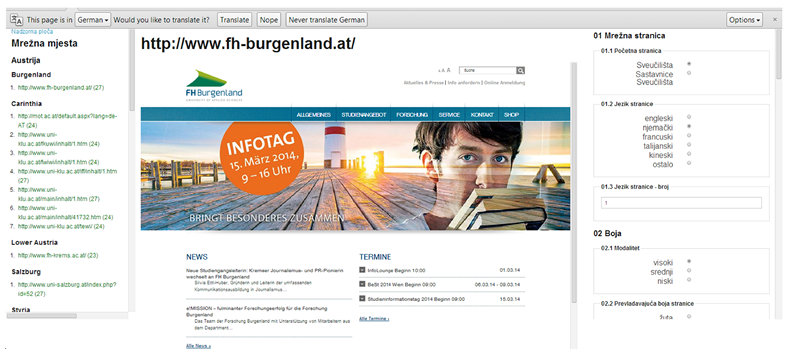 This page is in German Would you like to translate it? Translate Nope Never translate German Options ×
Nadzorna ploča
Mrežna mjesta
Austrija
Burgenland
1. http://www.fh-burgenland.at/ (27)
Carinthia
1. http://mot.ac.at/default.aspx?lang=de-
AT (24)
2. http://www.uni-
klu.ac.at/fkuwi/inhalt/1.htm (24)
3. http://www.uni-
klu.ac.at/kuwi/inhalt/1.htm (25)
4. http://www.uni-klu.ac.at/iff/inhalt/1.htm
(26)
5. http://www.uni-
klu.ac.at/main/inhalt/1.htm (24)
6. http://www.uni-
klu.ac.at/main/inhalt/41732.htm (24)
7. http://www.uni-klu.ac.at/tewi/ (24)
Lower Austria
1. http://www.fh-krems.ac.at/ (23)
Salzburg
1. http://www.uni-salzburg.at/index.php?
id=52 (27)
Styria
http://www.fh-burgenland.at/
A A A
Suche
FH Burgenland
UNIVERSITY OF APPLIED SCIENCES
Aktuelles & Presse | Info anfordern | Online Anmeldung
ALLGEMEINES STUDIENANGEBOT FORSCHUNG SERVICE KONTAKT SHOP
INFOTAG
15. März 2014,
9 – 16 Uhr
BRINGT BESONDERES ZUSAMMEN
NEWS
Neue Studiengangsleiterin: Kremser Journalismus- und PR-Pionierin
wechselt an FH Burgenland
Silvia Ettl-Huber, Gründerin und Leiterin der umfassenden
Kommunikationsausbildung in Journalismus...
e!MISSION – fulminanter Forschungserfolg für die Forschung
Burgenland
Das Team der Forschung Burgenland mit Unterstützung von Mitarbeitern aus
dem Department...
Alle News ›
TERMINE
InfoLounge Beginn 10:00 01.03.14
BeSt 2014 Wien Beginn 09:00 06.03.14 - 09.03.14
Studieninformationstag 2014 Beginn 09:00 15.03.14
Alle Termine ›
01 Mrežna stranica
01.1 Početna stranica
Sveučilišta
Sastavnice
Sveučilišta
01.2 Jezik stranice
engleski
njemački
francuski
talijanski
kineski
ostalo
01.3 Jezik stranice - broj
1
02 Boja
02.1 Modalitet
visoki
srednji
niski
02.2 Prevladavajuća boja stranice
žuta